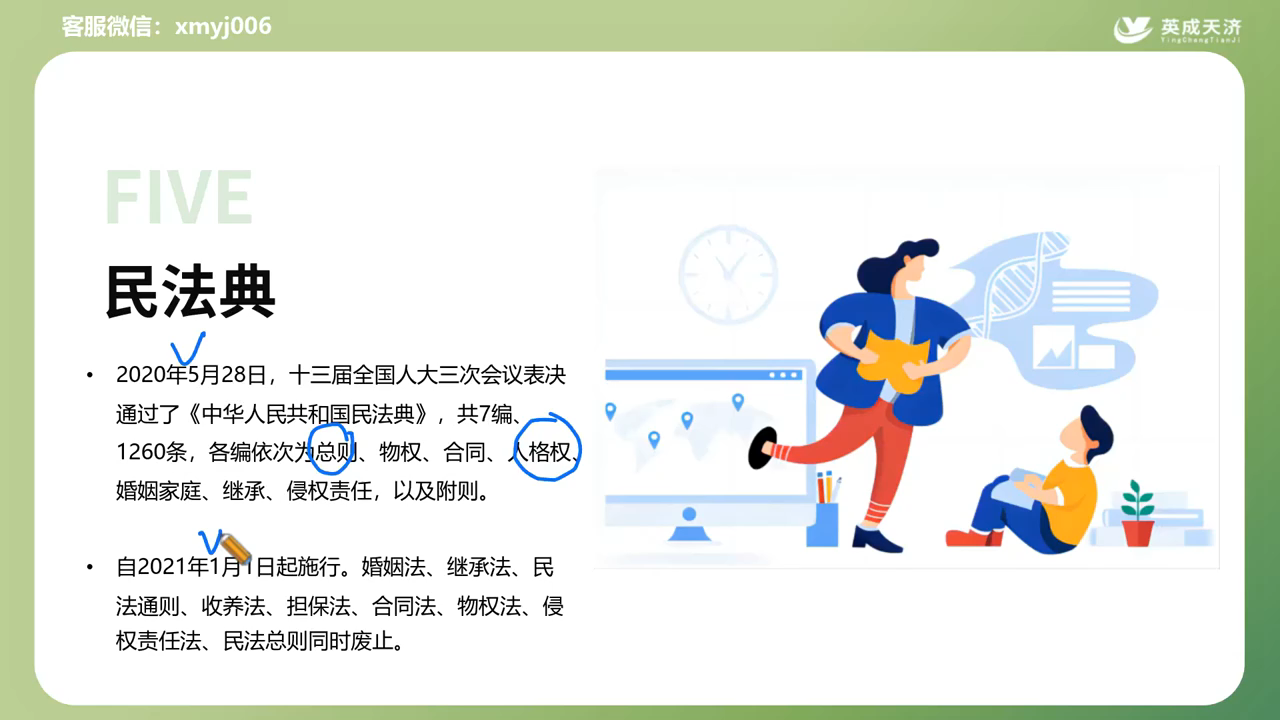 客服微信：xmyj006
英成天济
YingChengTianJi
FIVE
民法典
• 2020年5月28日，十三届全国人大三次会议表决
通过了《中华人民共和国民法典》，共7编、
1260条，各编依次为总则、物权、合同、人格权、
婚姻家庭、继承、侵权责任，以及附则。
• 自2021年1月1日起施行。婚姻法、继承法、民
法通则、收养法、担保法、合同法、物权法、侵
权责任法、民法总则同时废止。